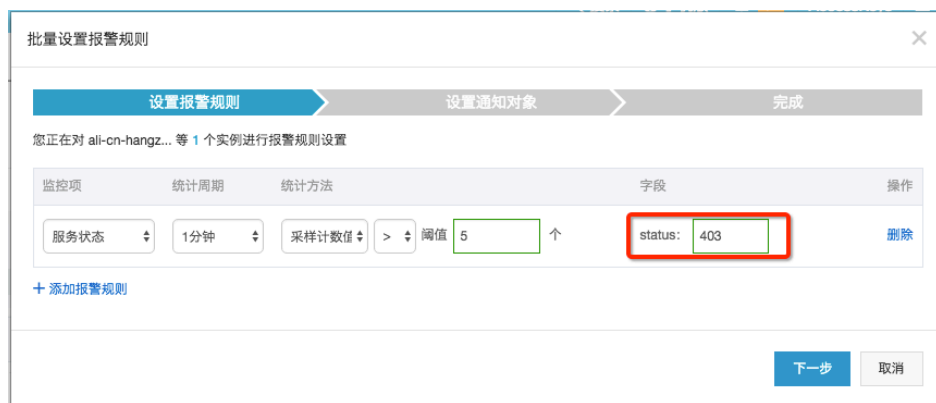 批量设置报警规则 ×
设置报警规则 设置通知对象 完成
您正在对 ali-cn-hangz... 等 1 个实例进行报警规则设置
监控项 统计周期 统计方法 字段 操作
服务状态 1分钟 采样计数值 > 阈值 5 个 status: 403 删除
+ 添加报警规则
下一步 取消